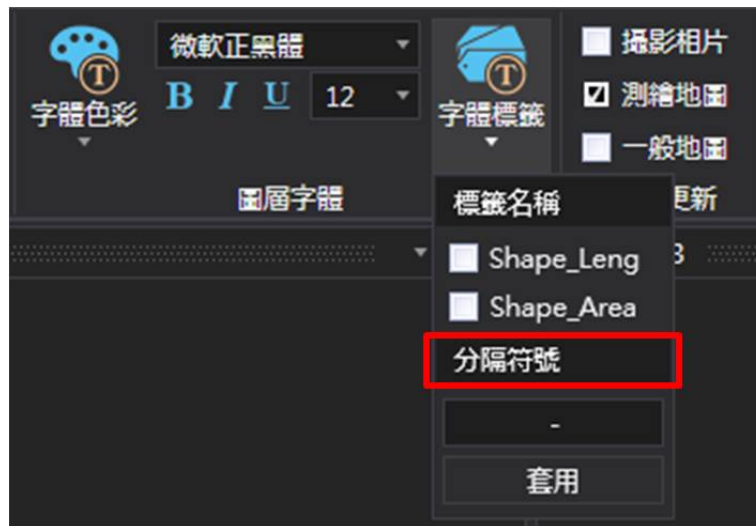 微軟正黑體
字體色彩
B I U 12
字體標籤
攝影相片
測繪地圖
一般地圖
圖層字體
更新
標籤名稱
Shape_Leng
Shape_Area
分隔符號
-
套用